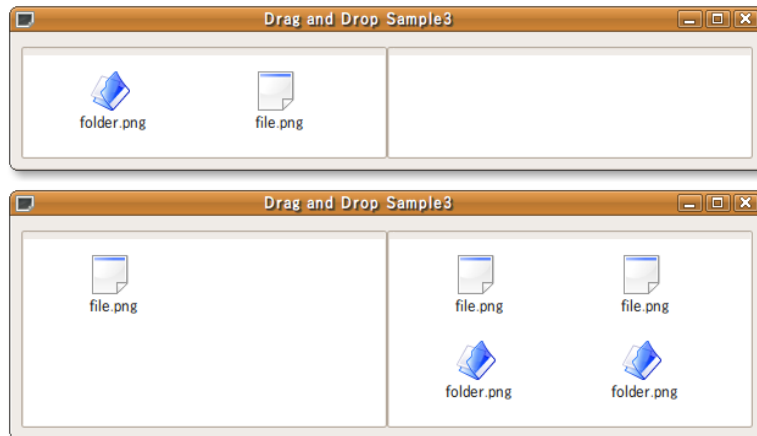 Drag and Drop Sample3
folder.png file.png
Drag and Drop Sample3
file.png file.png file.png
folder.png folder.png